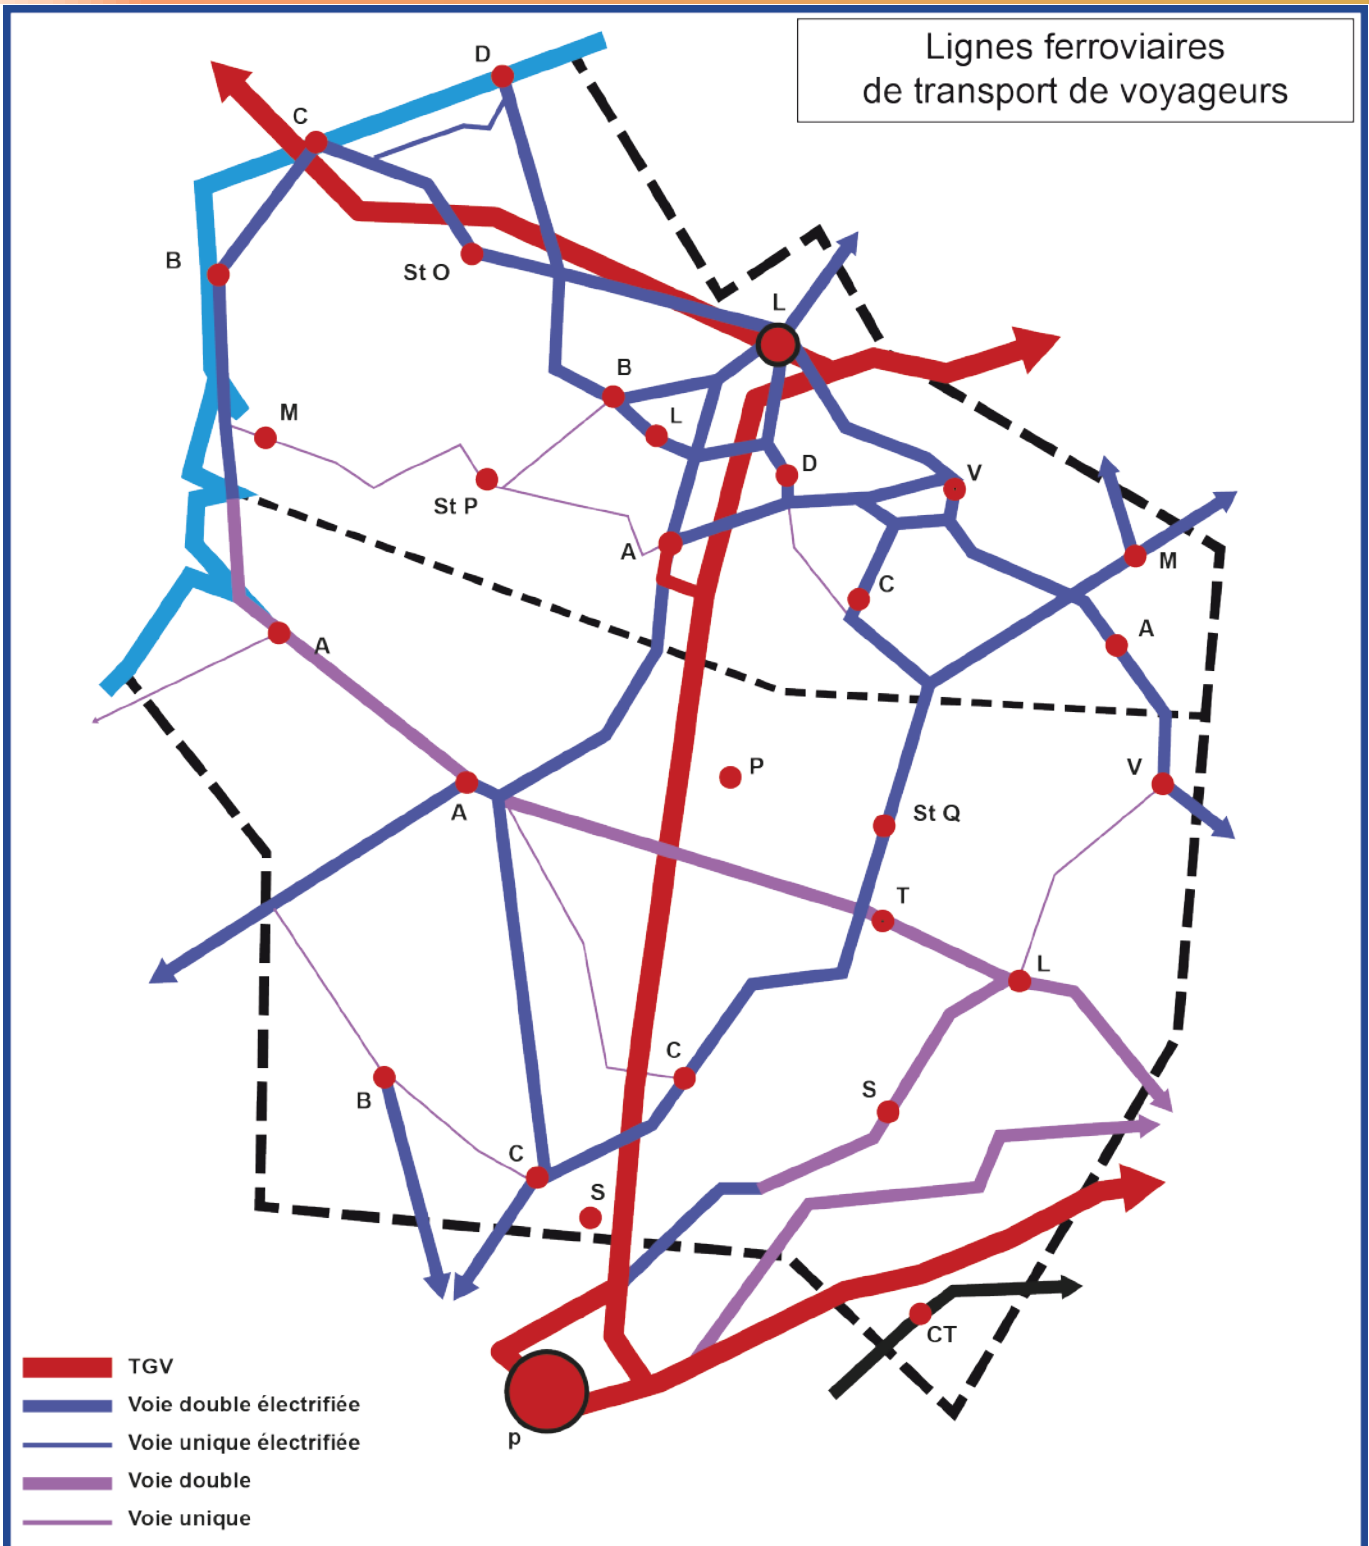 Lignes ferroviaires
de transport de voyageurs
D
C
B
St O
L
B
M
L
D
V
St P
A
M
C
A
A
P
V
A
St Q
T
L
C
S
B
C
S
CT
p
TGV
Voie double électrifiée
Voie unique électrifiée
Voie double
Voie unique